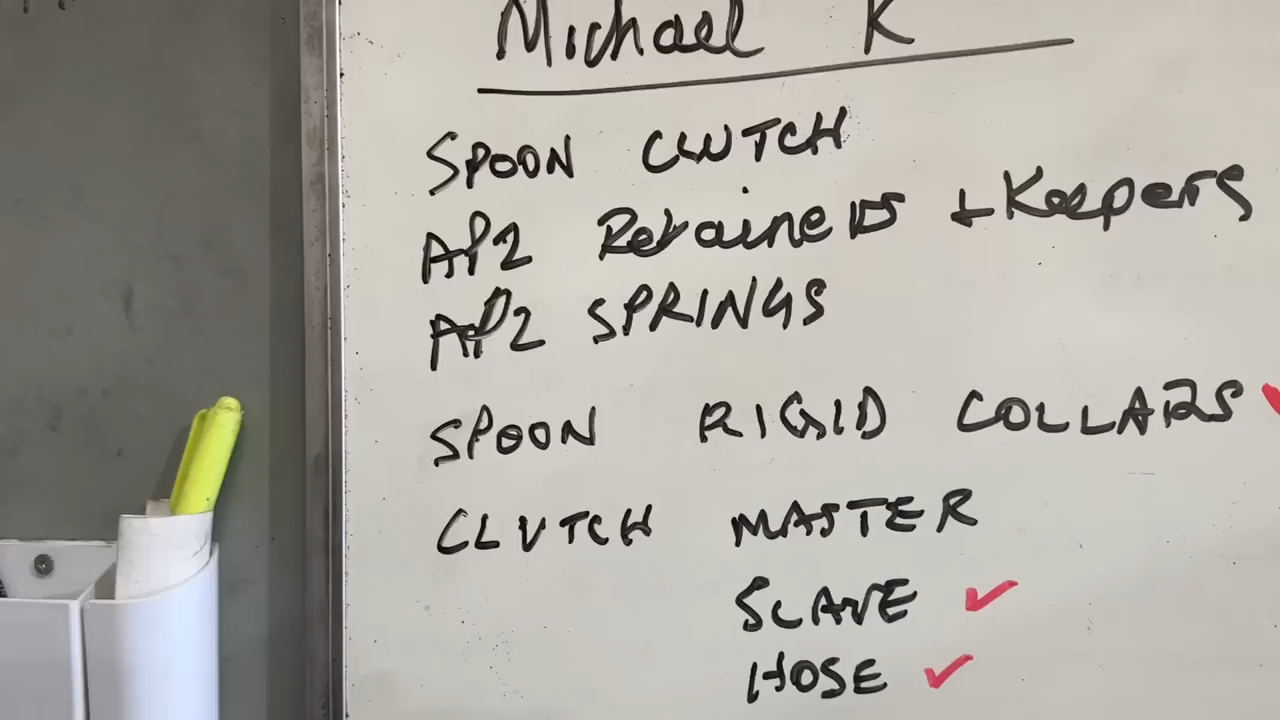 Michael K
SPOON CLUTCH
AP2 Retainers + Keepers
AP2 SPRINGS
SPOON RIGID COLLARS
CLUTCH MASTER
SLAVE ✓
HOSE ✓